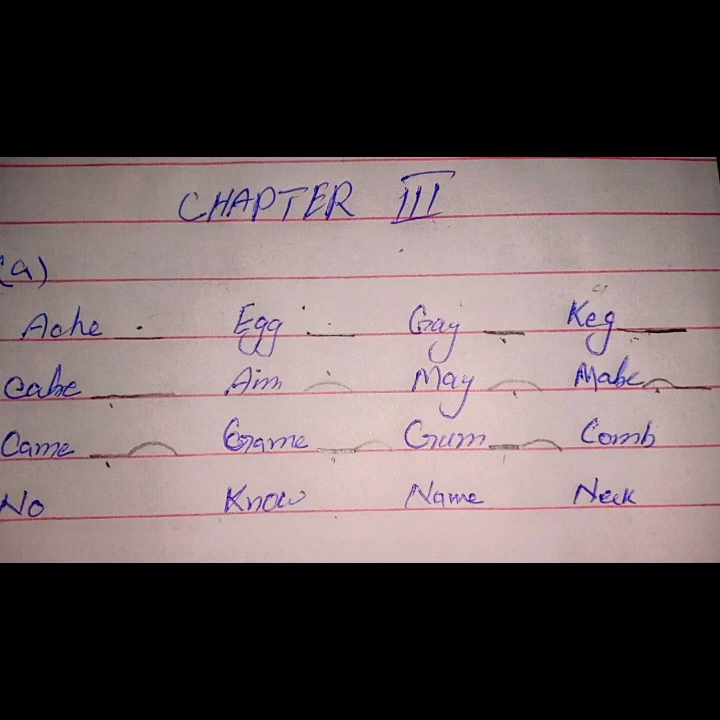 CHAPTER III
(a)
Ache Egg Gay Keg
Cake Aim May Make
Came Game Gum Comb
No Know Name Neck